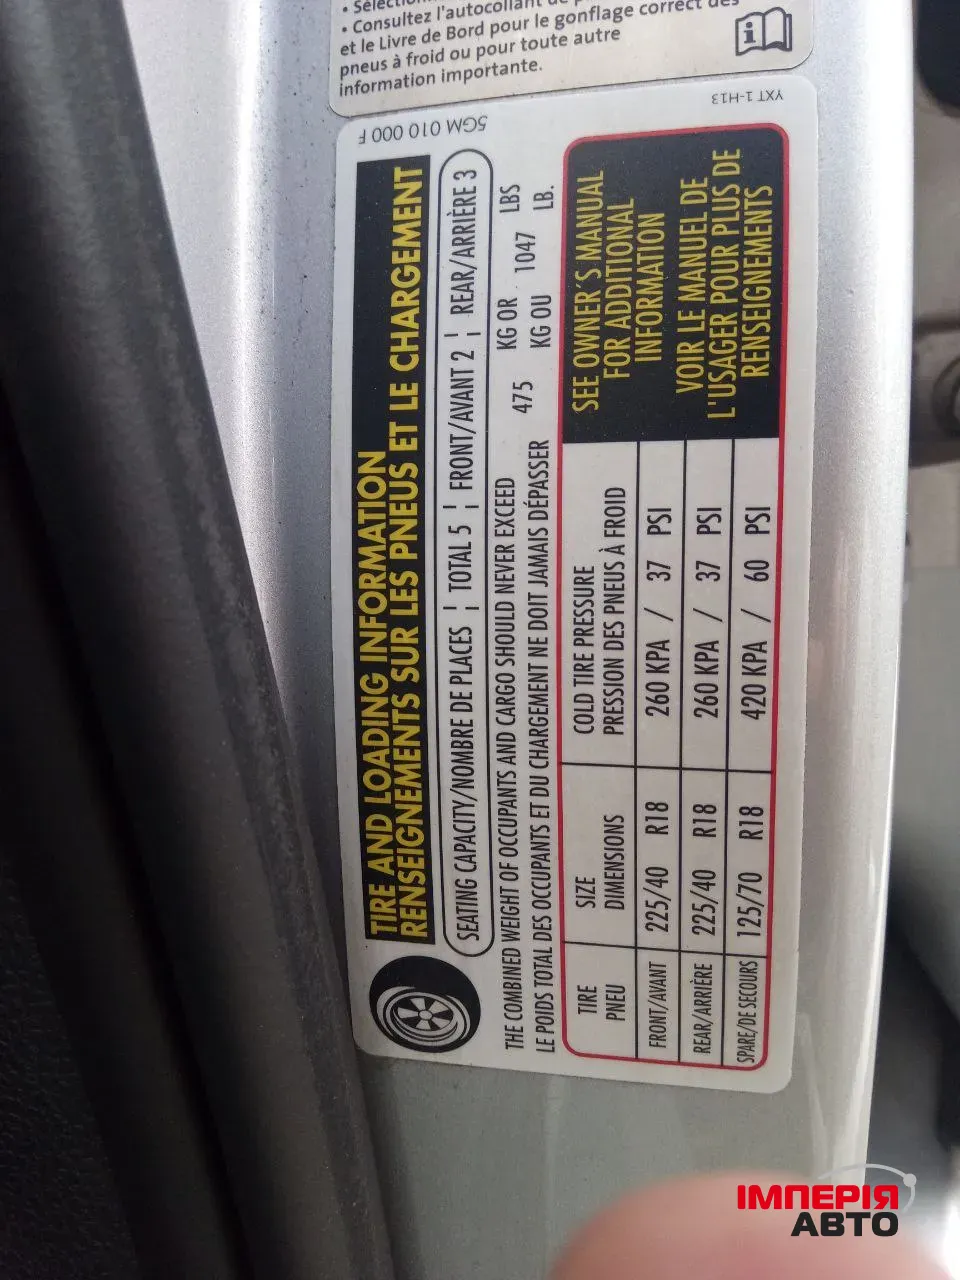 • Consultez l'autocollant de
et le Livre de Bord pour le gonflage correct des
pneus à froid ou pour toute autre
information importante.
5GM 010 000 F
YXT 1-H13
TIRE AND LOADING INFORMATION
RENSEIGNEMENTS SUR LES PNEUS ET LE CHARGEMENT
SEATING CAPACITY/NOMBRE DE PLACES ¦ TOTAL 5 ¦ FRONT/AVANT 2 ¦ REAR/ARRIÈRE 3
THE COMBINED WEIGHT OF OCCUPANTS AND CARGO SHOULD NEVER EXCEED 475 KG OR 1047 LBS
LE POIDS TOTAL DES OCCUPANTS ET DU CHARGEMENT NE DOIT JAMAIS DÉPASSER KG OU LB.
TIRE SIZE COLD TIRE PRESSURE
PNEU DIMENSIONS PRESSION DES PNEUS À FROID
FRONT/AVANT 225/40 R18 260 KPA / 37 PSI
REAR/ARRIÈRE 225/40 R18 260 KPA / 37 PSI
SPARE/DE SECOURS 125/70 R18 420 KPA / 60 PSI
SEE OWNER'S MANUAL
FOR ADDITIONAL
INFORMATION
VOIR LE MANUEL DE
L'USAGER POUR PLUS DE
RENSEIGNEMENTS
ІМПЕРІЯ
АВТО